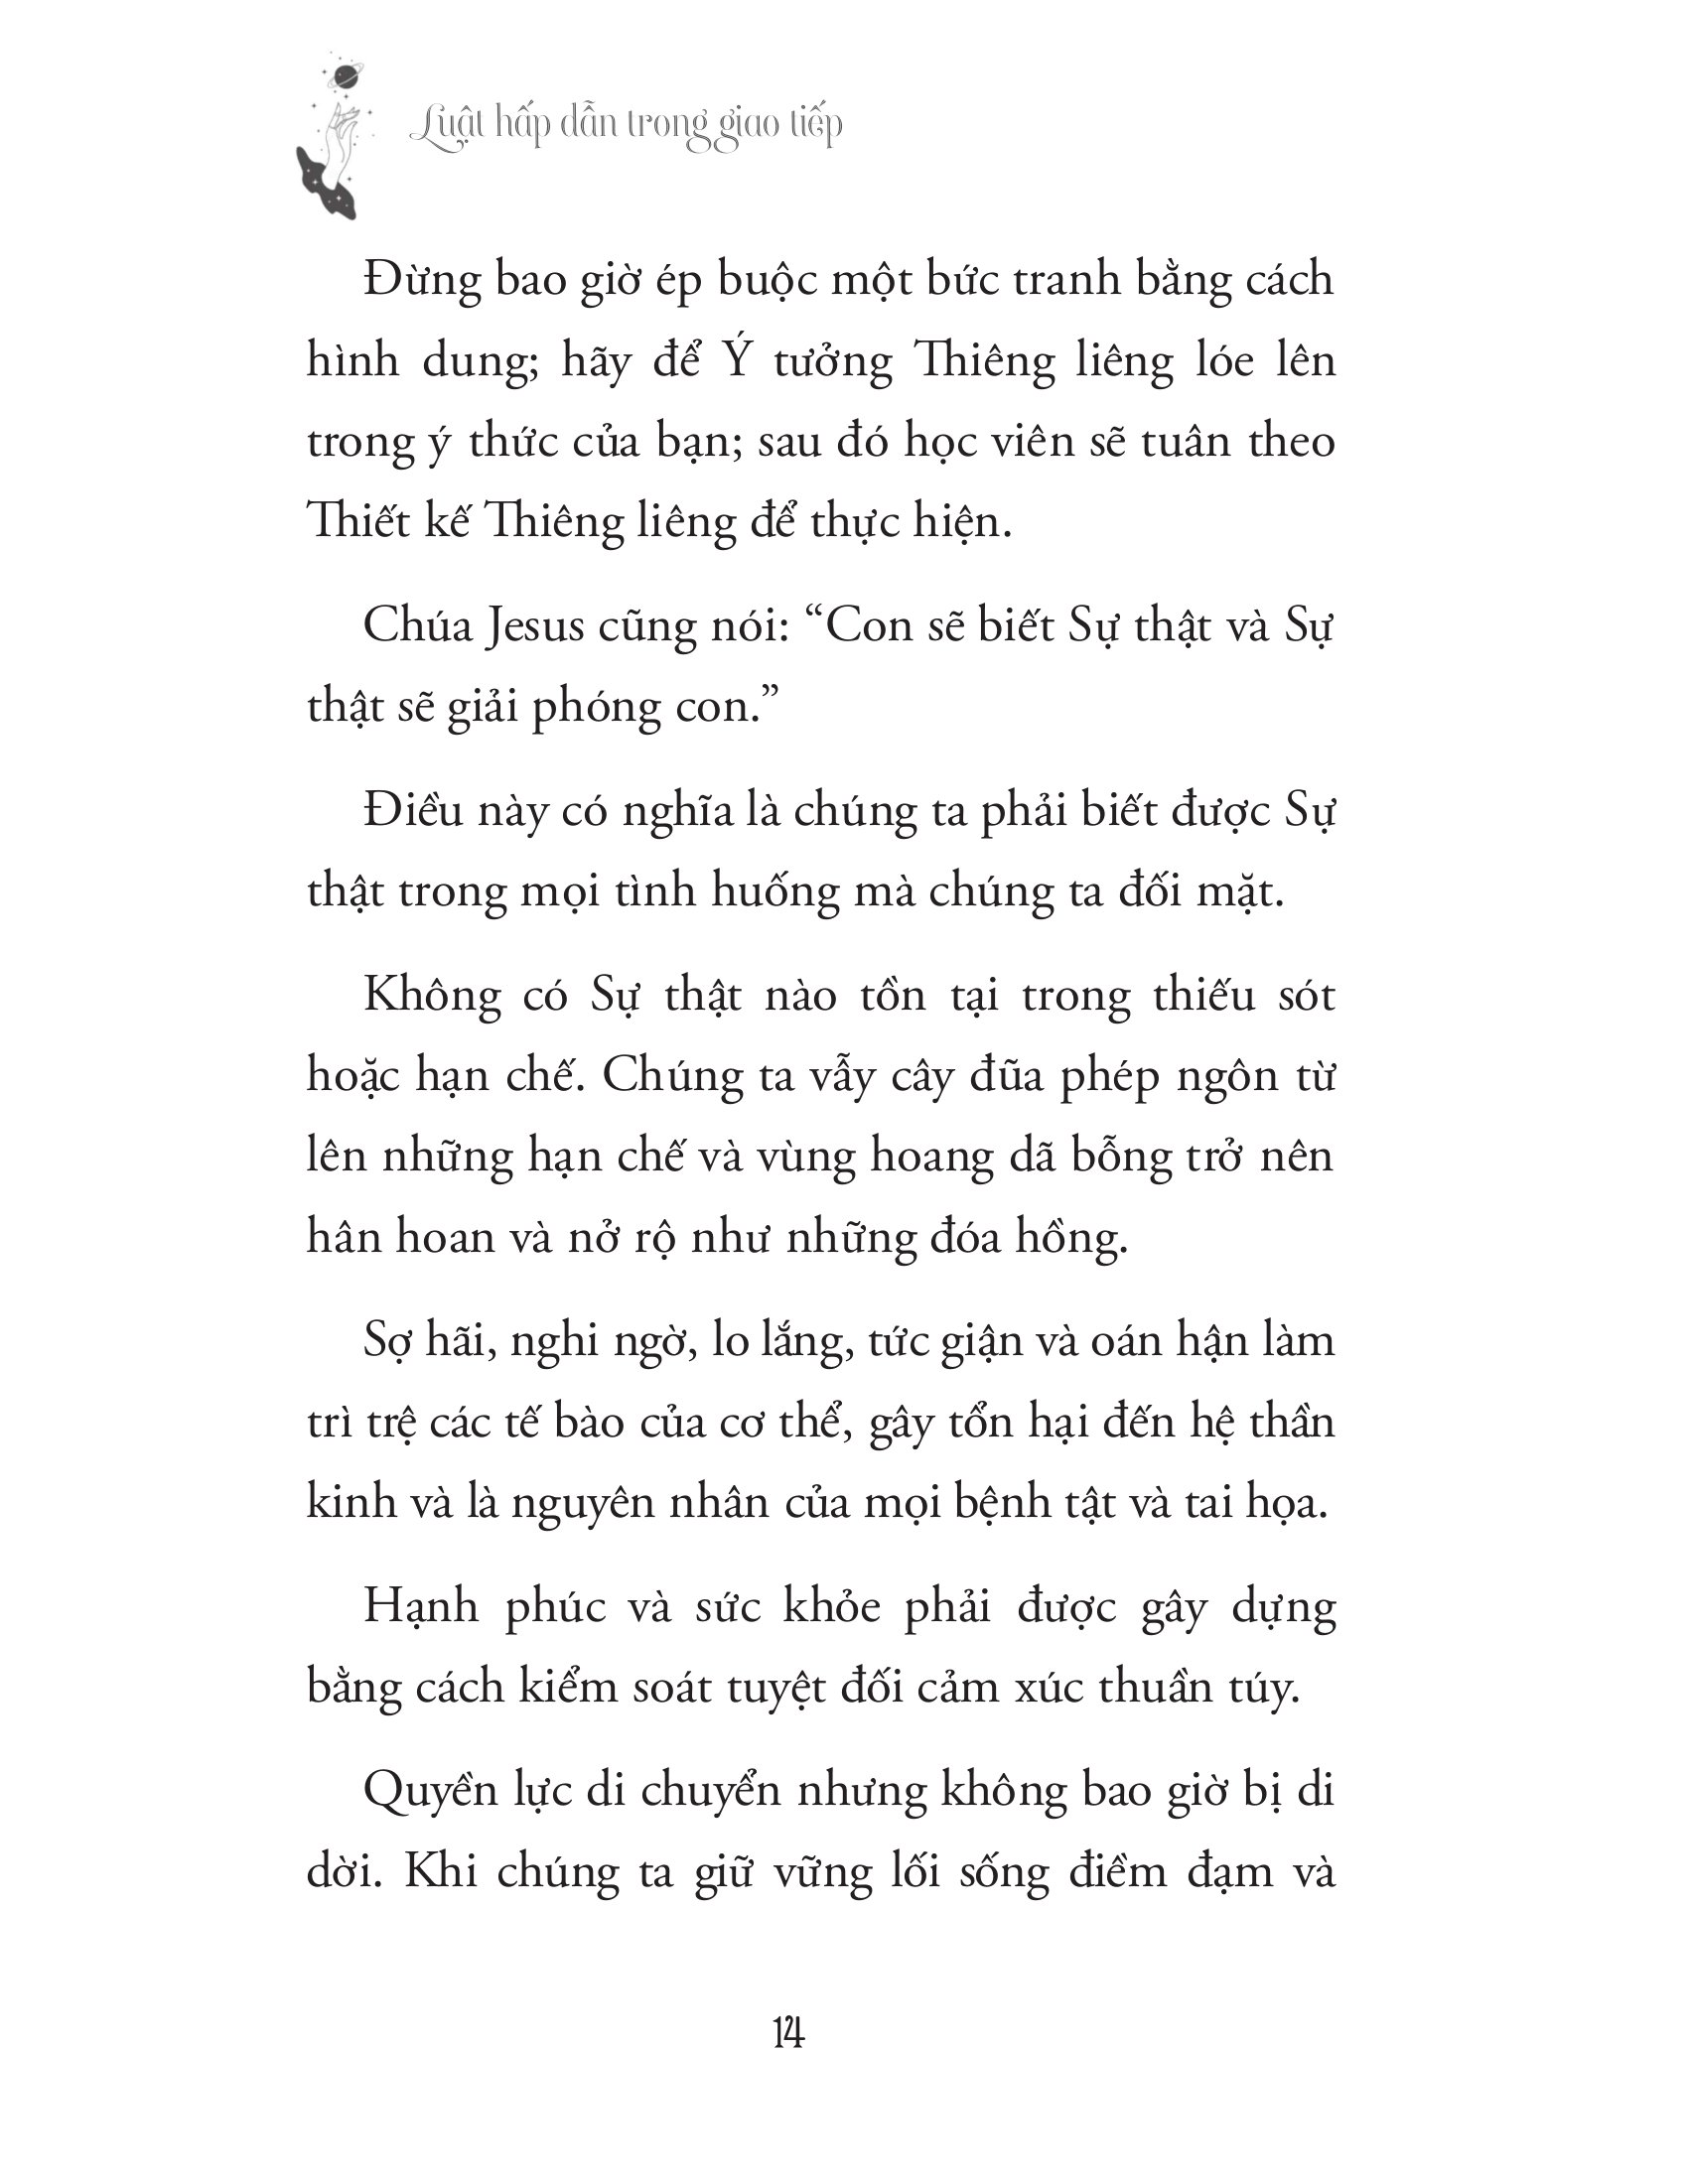 Luật hấp dẫn trong giao tiếp
Đừng bao giờ ép buộc một bức tranh bằng cách
hình dung; hãy để Ý tưởng Thiêng liêng lóe lên
trong ý thức của bạn; sau đó học viên sẽ tuân theo
Thiết kế Thiêng liêng để thực hiện.
Chúa Jesus cũng nói: “Con sẽ biết Sự thật và Sự
thật sẽ giải phóng con.”
Điều này có nghĩa là chúng ta phải biết được Sự
thật trong mọi tình huống mà chúng ta đối mặt.
Không có Sự thật nào tồn tại trong thiếu sót
hoặc hạn chế. Chúng ta vẫy cây đũa phép ngôn từ
lên những hạn chế và vùng hoang dã bỗng trở nên
hân hoan và nở rộ như những đóa hồng.
Sợ hãi, nghi ngờ, lo lắng, tức giận và oán hận làm
trì trệ các tế bào của cơ thể, gây tổn hại đến hệ thần
kinh và là nguyên nhân của mọi bệnh tật và tai họa.
Hạnh phúc và sức khỏe phải được gây dựng
bằng cách kiểm soát tuyệt đối cảm xúc thuần túy.
Quyền lực di chuyển nhưng không bao giờ bị di
dời. Khi chúng ta giữ vững lối sống điềm đạm và
14